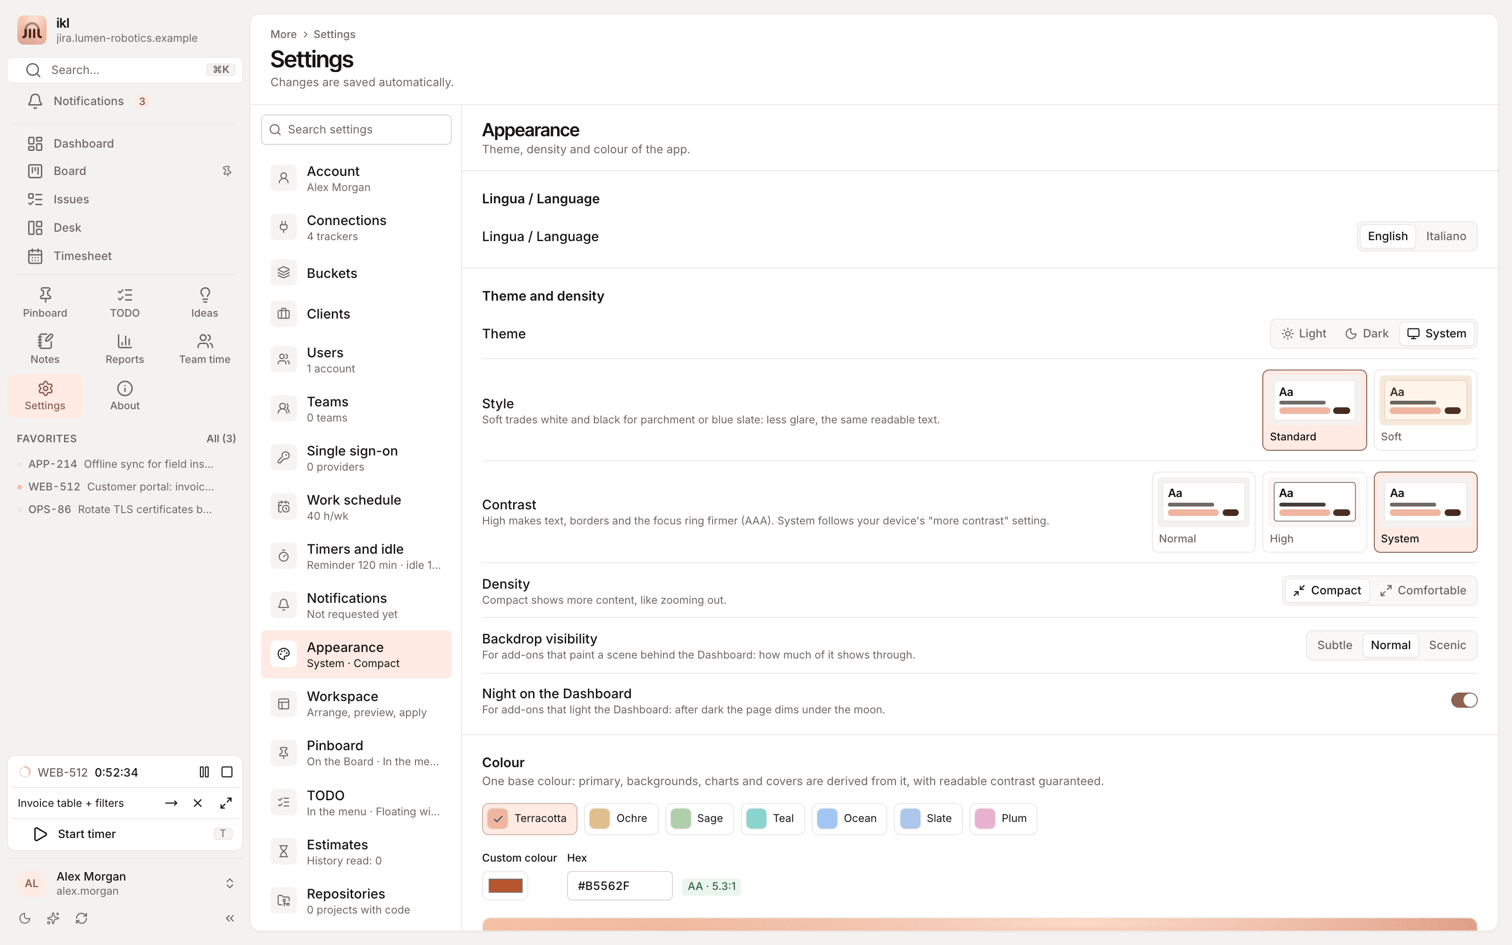 ikl
jira.lumen-robotics.example
Search...
⌘K
Notifications 3
Dashboard
Board
Issues
Desk
Timesheet
Pinboard
TODO
Ideas
Notes
Reports
Team time
Settings
About
FAVORITES
All (3)
APP-214 Offline sync for field ins...
WEB-512 Customer portal: invoic...
OPS-86 Rotate TLS certificates b...
WEB-512 0:52:34
Invoice table + filters
Start timer
T
AL
Alex Morgan
alex.morgan
More > Settings
Settings
Changes are saved automatically.
Search settings
Account
Alex Morgan
Connections
4 trackers
Buckets
Clients
Users
1 account
Teams
0 teams
Single sign-on
0 providers
Work schedule
40 h/wk
Timers and idle
Reminder 120 min · idle 1...
Notifications
Not requested yet
Appearance
System · Compact
Workspace
Arrange, preview, apply
Pinboard
On the Board · In the me...
TODO
In the menu · Floating wi...
Estimates
History read: 0
Repositories
0 projects with code
Appearance
Theme, density and colour of the app.
Lingua / Language
Lingua / Language
English
Italiano
Theme and density
Theme
Light
Dark
System
Style
Soft trades white and black for parchment or blue slate: less glare, the same readable text.
Aa
Standard
Aa
Soft
Contrast
High makes text, borders and the focus ring firmer (AAA). System follows your device's "more contrast" setting.
Aa
Normal
Aa
High
Aa
System
Density
Compact shows more content, like zooming out.
Compact
Comfortable
Backdrop visibility
For add-ons that paint a scene behind the Dashboard: how much of it shows through.
Subtle
Normal
Scenic
Night on the Dashboard
For add-ons that light the Dashboard: after dark the page dims under the moon.
Colour
One base colour: primary, backgrounds, charts and covers are derived from it, with readable contrast guaranteed.
Terracotta
Ochre
Sage
Teal
Ocean
Slate
Plum
Custom colour
Hex
#B5562F
AA · 5.3:1